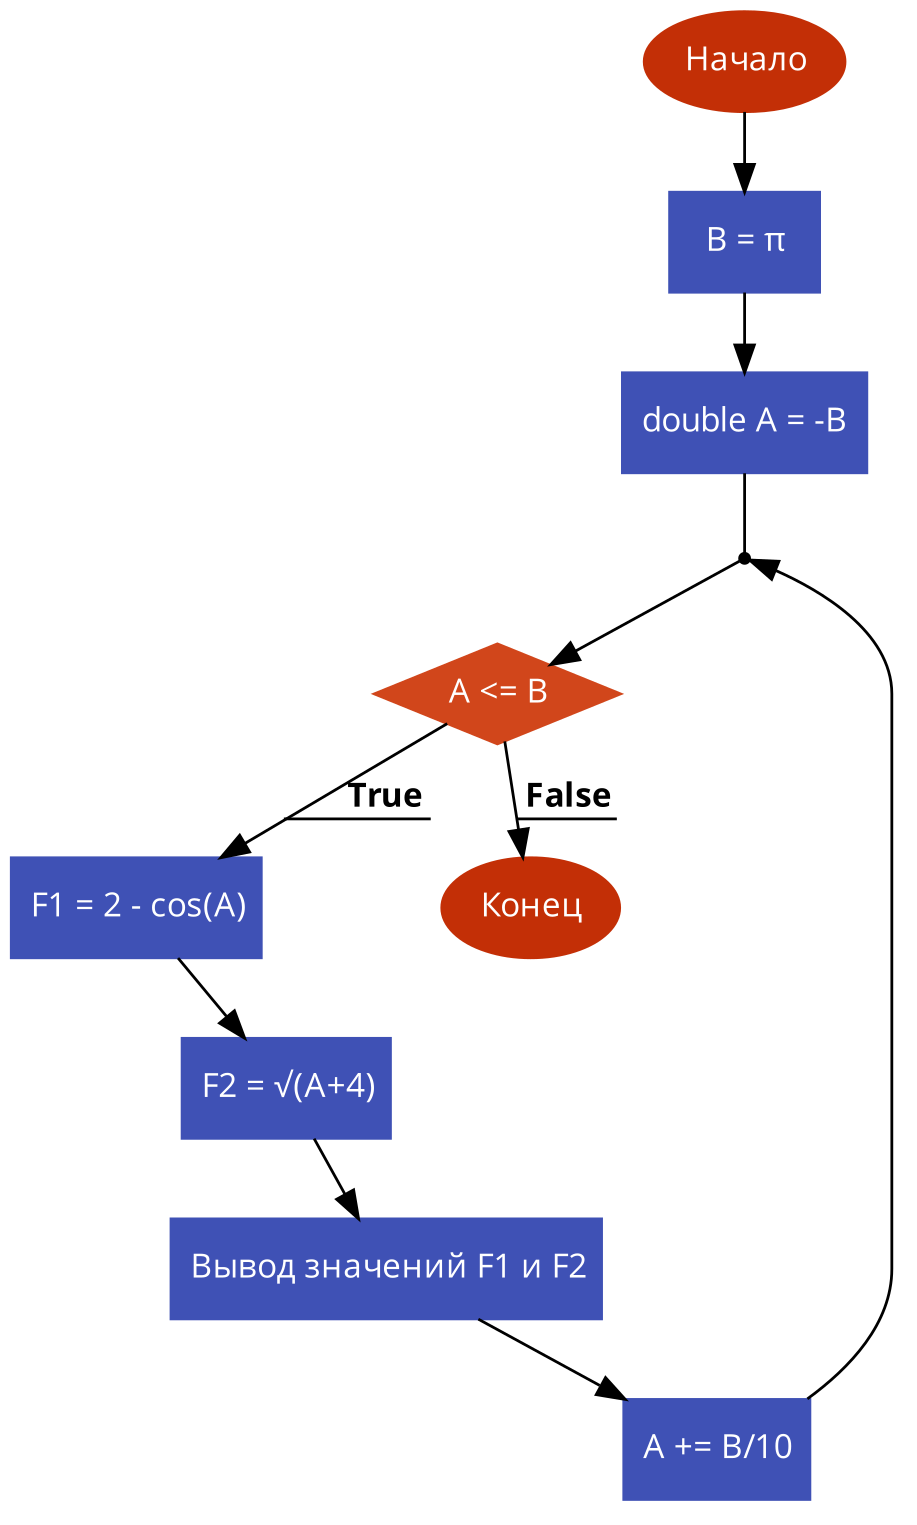 Начало
B = π
double A = -B
A <= B
True
False
F1 = 2 - cos(A)
Конец
F2 = √(A+4)
Вывод значений F1 и F2
A += B/10